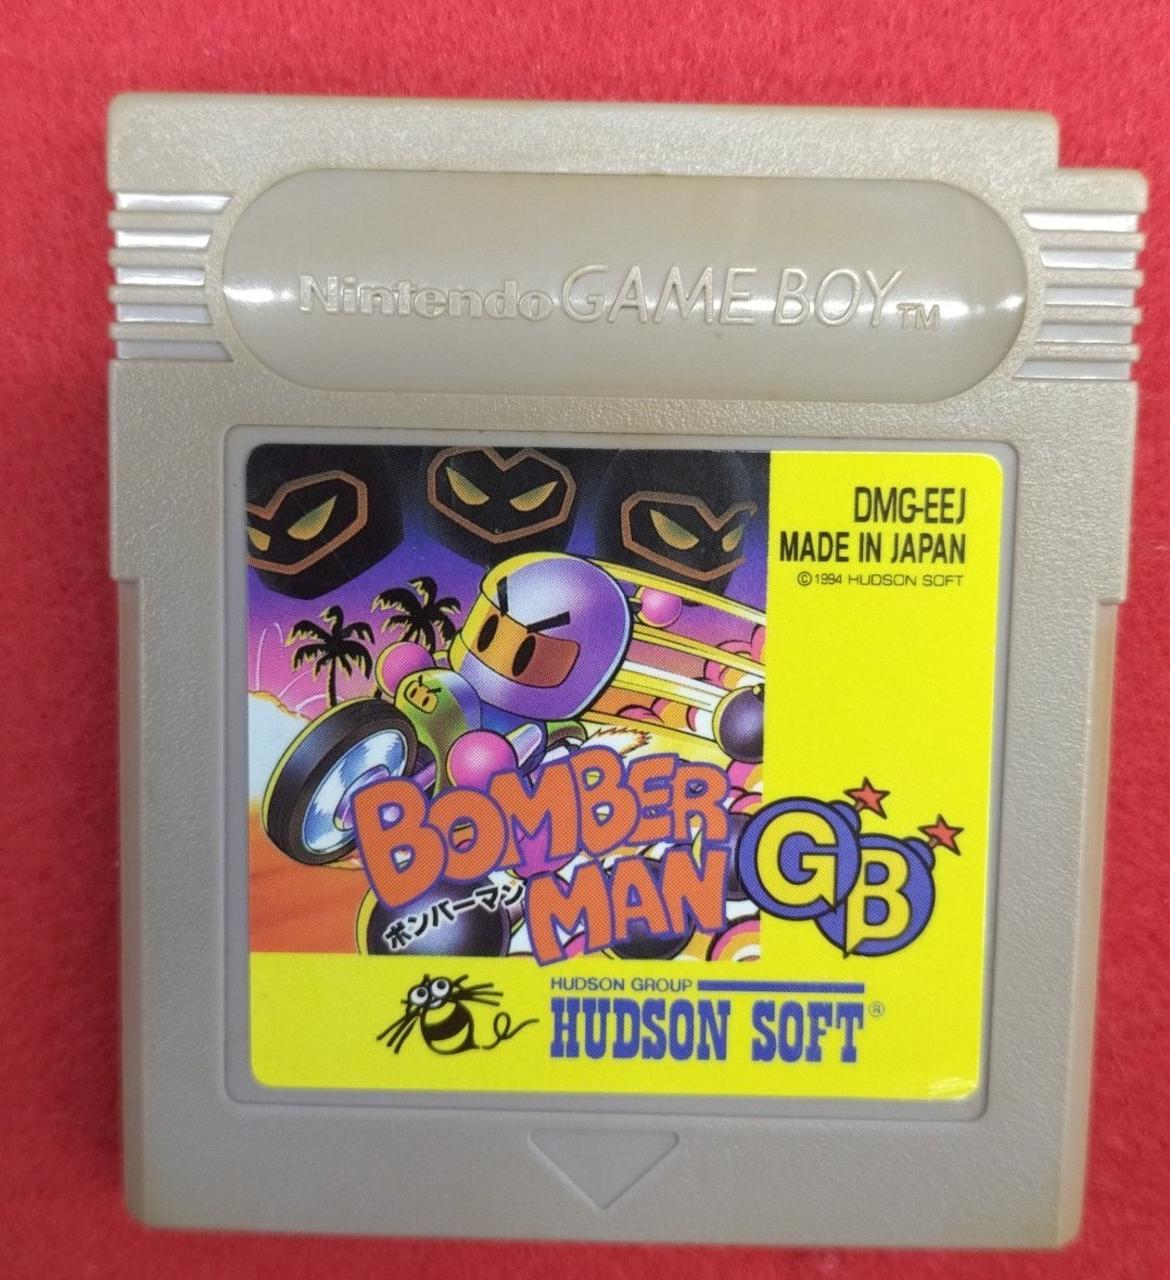 Nintendo GAME BOY TM
DMG-EEJ
MADE IN JAPAN
©1994 HUDSON SOFT
BOMBER
MAN
GB
ボンバーマン
HUDSON GROUP
HUDSON SOFT®